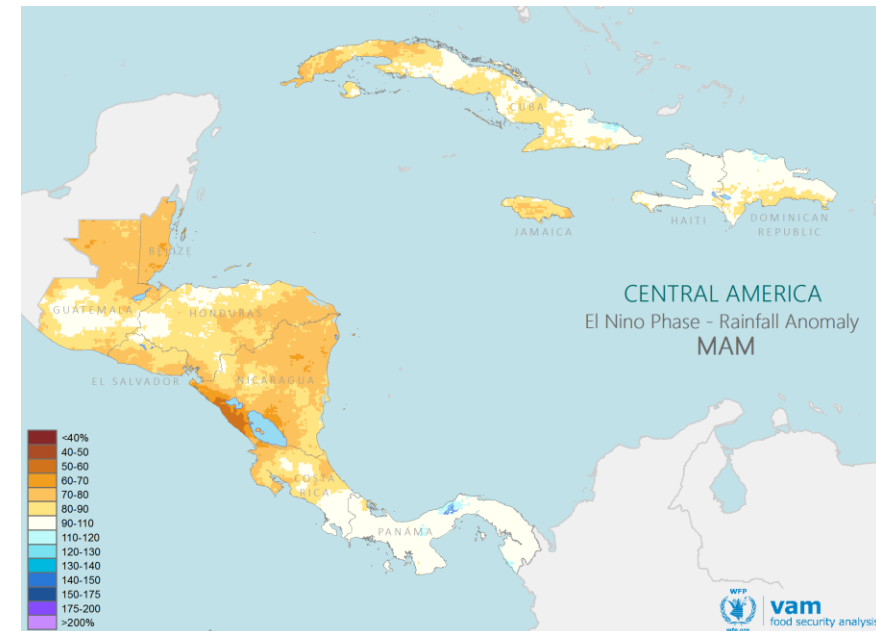 CUBA
JAMAICA
HAITI
DOMINICAN
REPUBLIC
BELIZE
GUATEMALA
HONDURAS
EL SALVADOR
NICARAGUA
COSTA
RICA
PANAMA
CENTRAL AMERICA
El Nino Phase - Rainfall Anomaly
MAM
<40%
40-50
50-60
60-70
70-80
80-90
90-110
110-120
120-130
130-140
140-150
150-175
175-200
>200%
WFP
vam
food security analysis
wfp.org